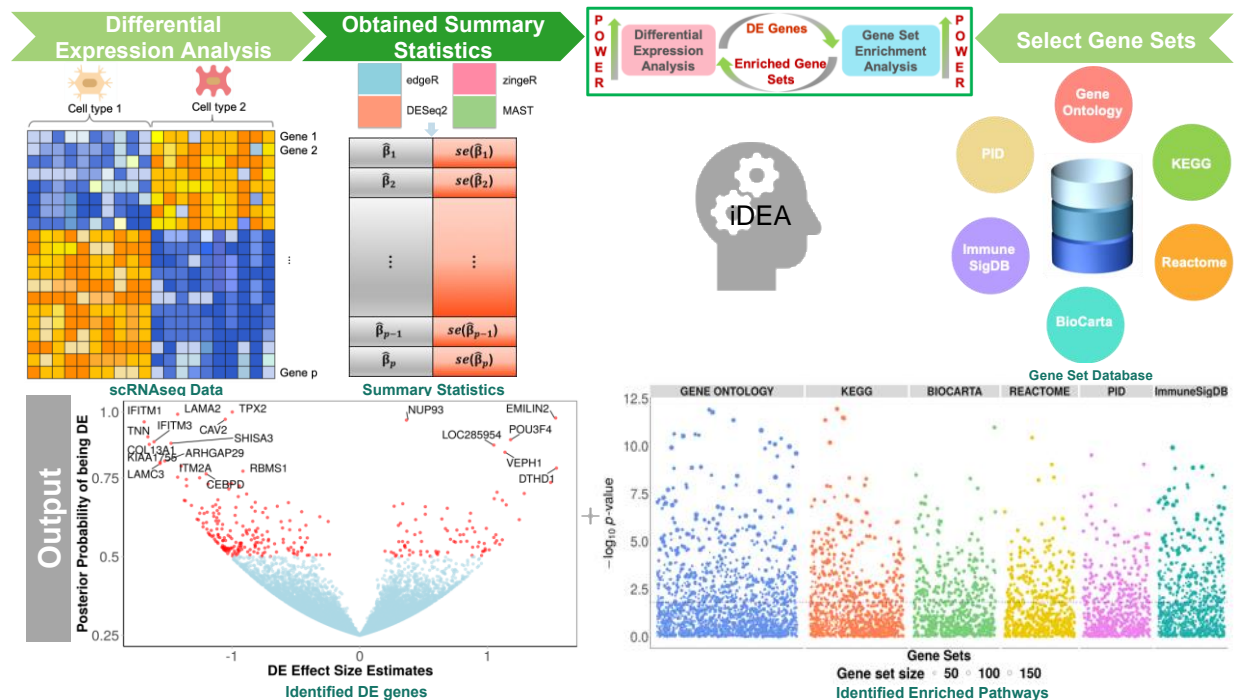 Differential
Expression Analysis
Obtained Summary
Statistics
POWER
Differential
Expression
Analysis
DE Genes
Enriched Gene
Sets
Gene Set
Enrichment
Analysis
POWER
Select Gene Sets
Cell type 1
Cell type 2
Gene 1
Gene 2
...
Gene p
scRNAseq Data
edgeR
zingeR
DESeq2
MAST
β̂1 se(β̂1)
β̂2 se(β̂2)
⋮ ⋮
β̂p−1 se(β̂p−1)
β̂p se(β̂p)
Summary Statistics
iDEA
Gene
Ontology
PID
KEGG
Immune
SigDB
Reactome
BioCarta
Gene Set Database
Output
Posterior Probability of being DE
1.0
0.75
0.5
0.25
IFITM1
LAMA2
TPX2
NUP93
EMILIN2
TNN
IFITM3
CAV2
POU3F4
COL13A1
SHISA3
LOC285954
KIAA1755
ARHGAP29
VEPH1
LAMC3
ITM2A
RBMS1
DTHD1
CEBPD
-1
0
1
DE Effect Size Estimates
Identified DE genes
+
GENE ONTOLOGY
KEGG
BIOCARTA
REACTOME
PID
ImmuneSigDB
−log10 p-value
12.5
10.0
7.5
5.0
2.5
0.0
Gene Sets
Gene set size 50 100 150
Identified Enriched Pathways